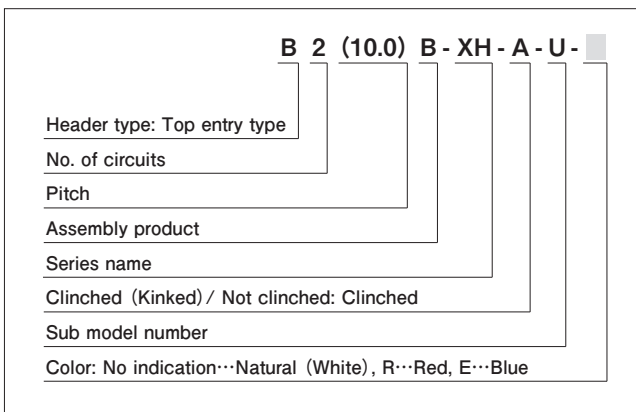 B 2 (10.0) B - XH - A - U -
Header type: Top entry type
No. of circuits
Pitch
Assembly product
Series name
Clinched (Kinked)/ Not clinched: Clinched
Sub model number
Color: No indication…Natural (White), R…Red, E…Blue